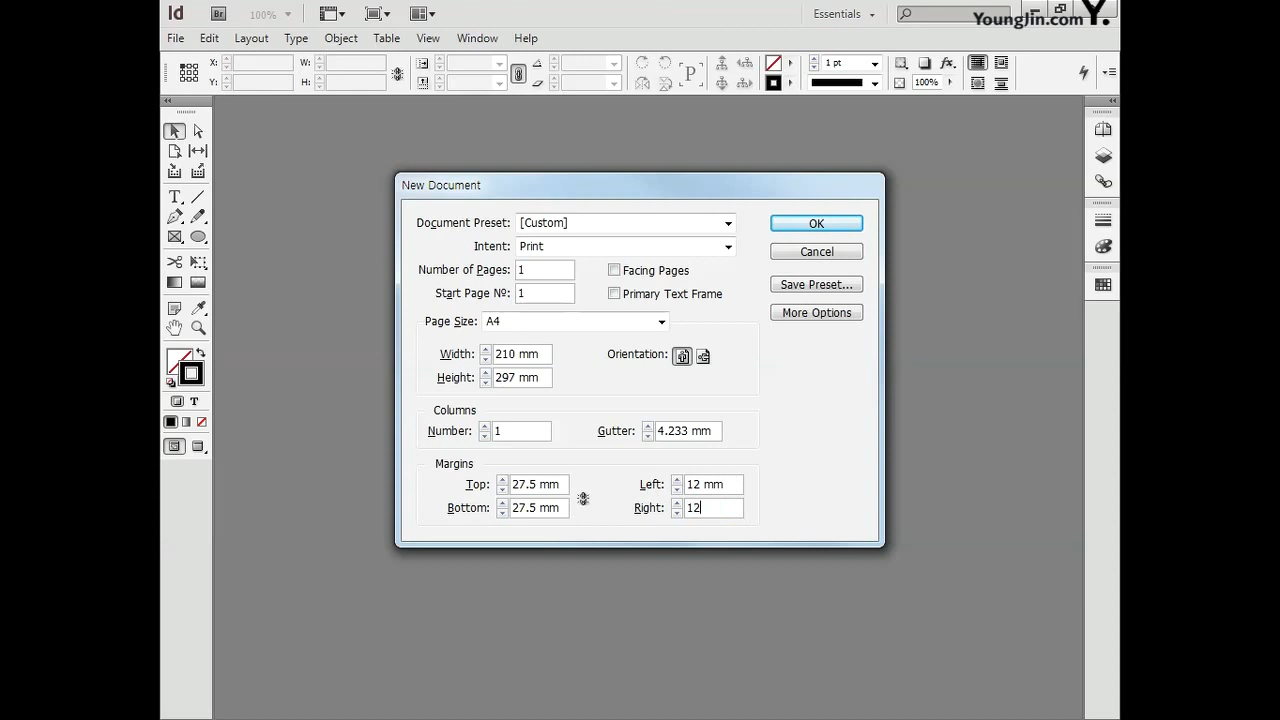 Id Br 100% Essentials
YoungJin.com Y.
File Edit Layout Type Object Table View Window Help
X: W: 1 pt
Y: H: 100%
P
fx.
New Document
Document Preset: [Custom] OK
Intent: Print Cancel
Number of Pages: 1 Facing Pages Save Preset...
Start Page Nº: 1 Primary Text Frame More Options
Page Size: A4
Width: 210 mm Orientation:
Height: 297 mm
Columns
Number: 1 Gutter: 4.233 mm
Margins
Top: 27.5 mm Left: 12 mm
Bottom: 27.5 mm Right: 12
T
T